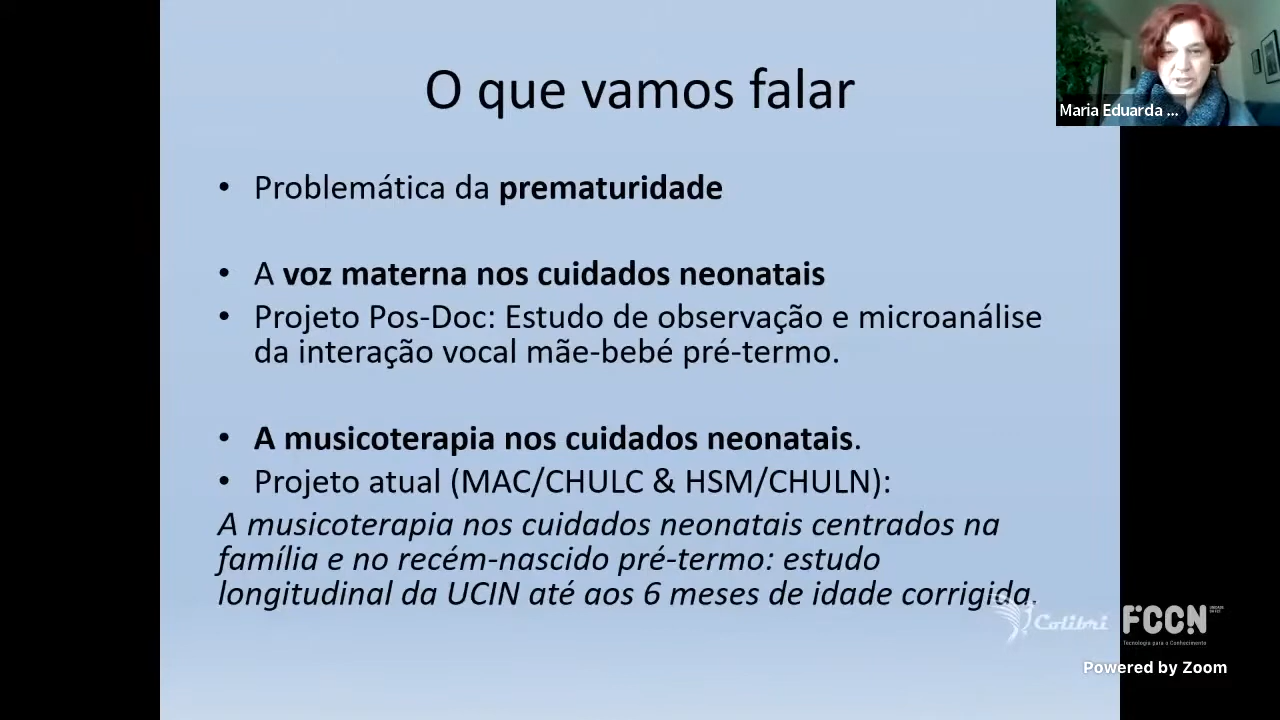 O que vamos falar
Maria Eduarda ...
• Problemática da prematuridade
• A voz materna nos cuidados neonatais
• Projeto Pos-Doc: Estudo de observação e microanálise
da interação vocal mãe-bebé pré-termo.
• A musicoterapia nos cuidados neonatais.
• Projeto atual (MAC/CHULC & HSM/CHULN):
A musicoterapia nos cuidados neonatais centrados na
família e no recém-nascido pré-termo: estudo
longitudinal da UCIN até aos 6 meses de idade corrigida.
Colibri FCCN
Tecnologia para o Conhecimento
Powered by Zoom